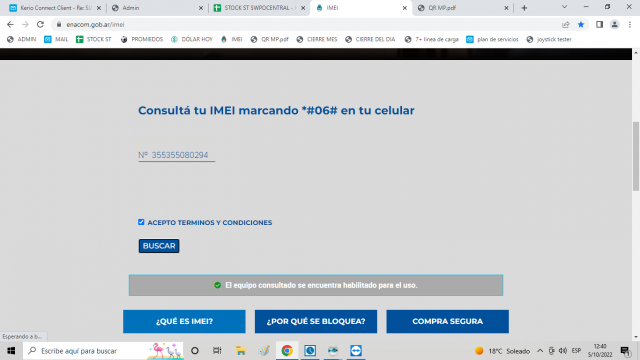 Kerio Connect Client - Re: S
Admin
STOCK ST SWPOCENTRAL -
IMEI
QR MP.pdf
enacom.gob.ar/imei
ADMIN
MAIL
STOCK ST
PROMIEDOS
DÓLAR HOY
IMEI
QR MP.pdf
CIERRE MES
CIERRE DEL DIA
7+ linea de carga
plan de servicios
joystick tester
Consultá tu IMEI marcando *#06# en tu celular
Nº 355355080294
ACEPTO TERMINOS Y CONDICIONES
BUSCAR
El equipo consultado se encuentra habilitado para el uso.
¿QUÉ ES IMEI?
¿POR QUÉ SE BLOQUEA?
COMPRA SEGURA
Esperando a b...
Escribe aquí para buscar
18°C Soleado
ESP
12:40
5/10/2022